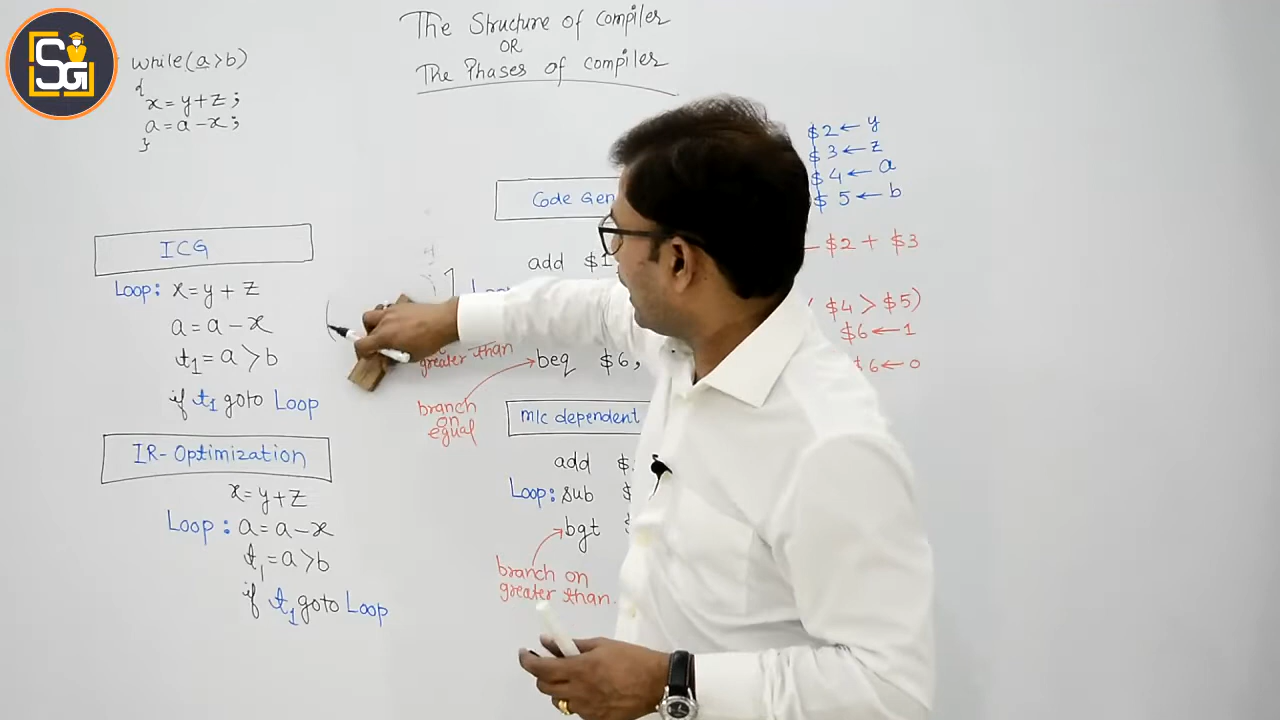 SGI
The Structure of compiler
OR
The Phases of compiler
while(a>b)
{
x=y+z;
a=a-x;
}
ICG
Loop: x=y+z
a=a-x
t1=a>b
if t1 goto Loop
IR-Optimization
x=y+z
Loop: a=a-x
t1=a>b
if t1 goto Loop
Code Gen
add $1
greater than
beq $6,
branch
on
equal
M/C dependent
add $
Loop: sub $
bgt $
branch on
greater than.
$2 ← y
$3 ← z
$4 ← a
$5 ← b
← $2 + $3
( $4 > $5)
$6 ← 1
$6 ← 0